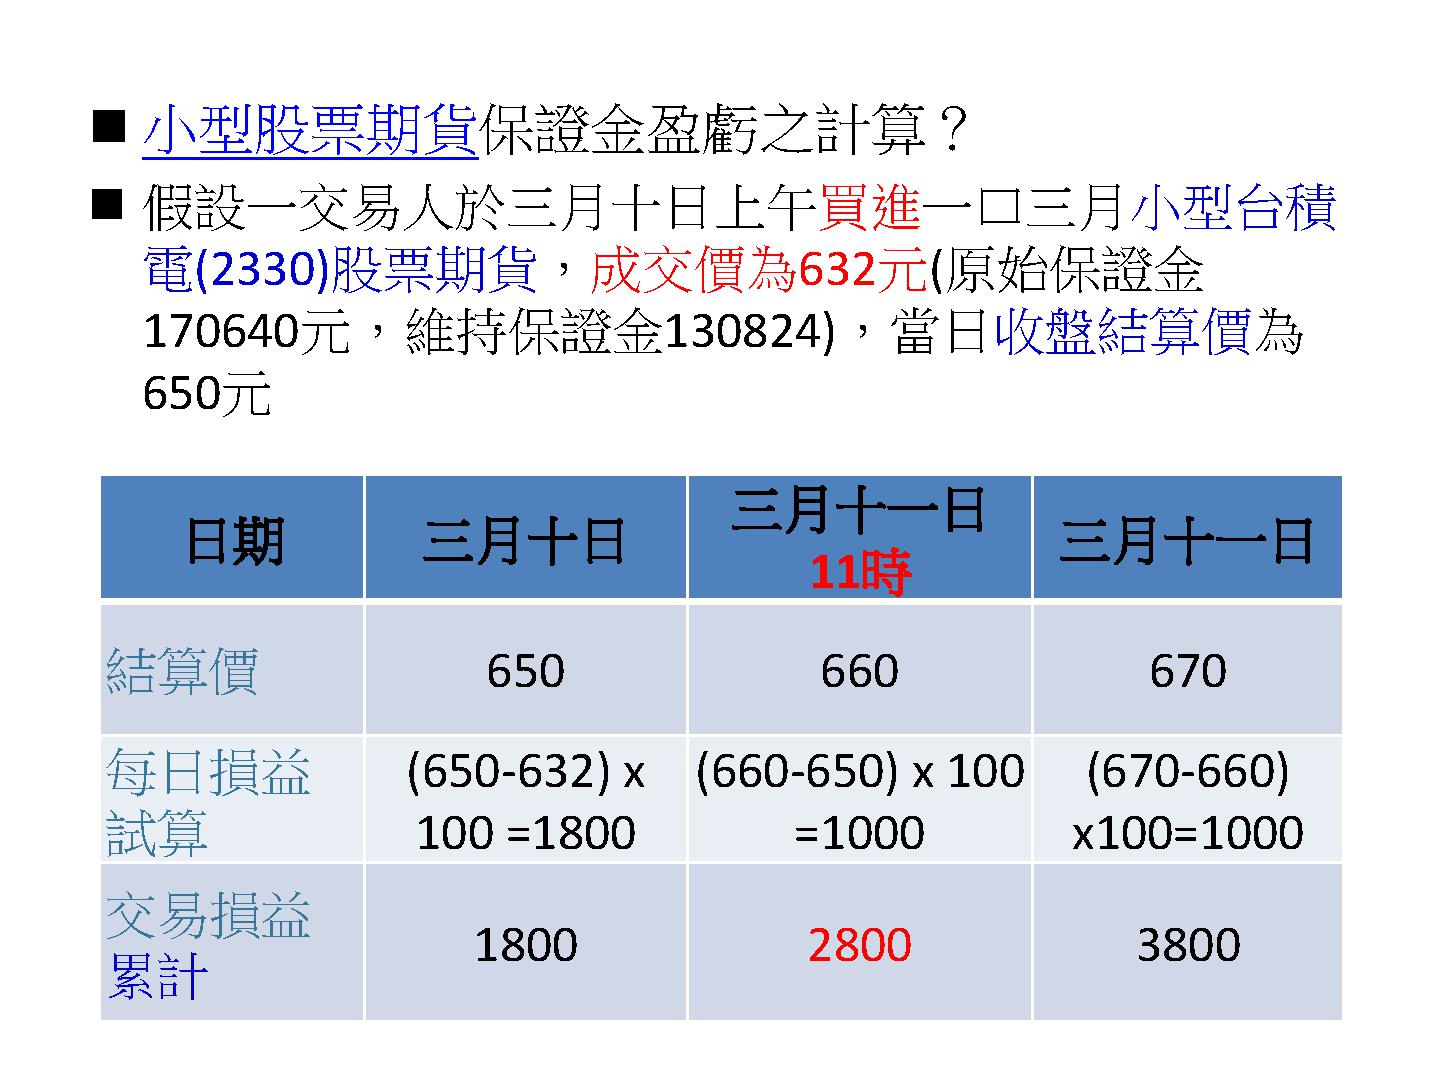 ■ 小型股票期貨保證金盈虧之計算？
■ 假設一交易人於三月十日上午買進一口三月小型台積
電(2330)股票期貨，成交價為632元(原始保證金
170640元，維持保證金130824)，當日收盤結算價為
650元
日期 三月十日 三月十一日 三月十一日
11時
結算價 650 660 670
每日損益 (650-632) x (660-650) x 100 (670-660)
試算 100 =1800 =1000 x100=1000
交易損益 1800 2800 3800
累計